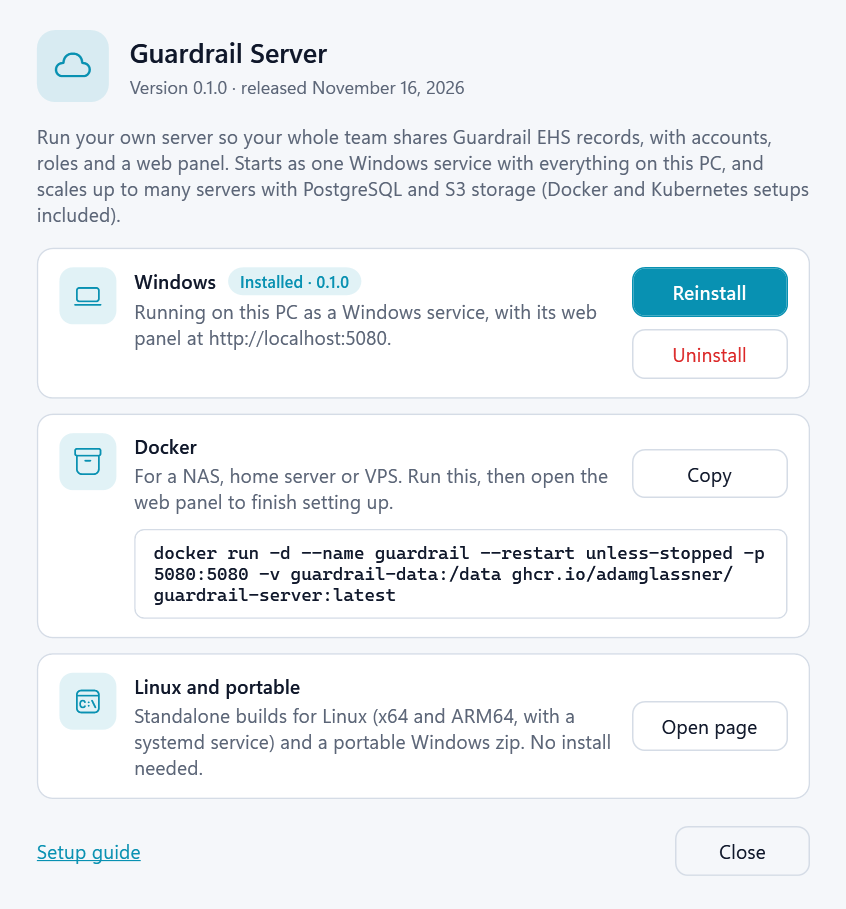 Guardrail Server
Version 0.1.0 · released November 16, 2026
Run your own server so your whole team shares Guardrail EHS records, with accounts,
roles and a web panel. Starts as one Windows service with everything on this PC, and
scales up to many servers with PostgreSQL and S3 storage (Docker and Kubernetes setups
included).
Windows
Installed · 0.1.0
Running on this PC as a Windows service, with its web
panel at http://localhost:5080.
Reinstall
Uninstall
Docker
For a NAS, home server or VPS. Run this, then open the
web panel to finish setting up.
Copy
docker run -d --name guardrail --restart unless-stopped -p
5080:5080 -v guardrail-data:/data ghcr.io/adamglassner/
guardrail-server:latest
C:\
Linux and portable
Standalone builds for Linux (x64 and ARM64, with a
systemd service) and a portable Windows zip. No install
needed.
Open page
Setup guide
Close